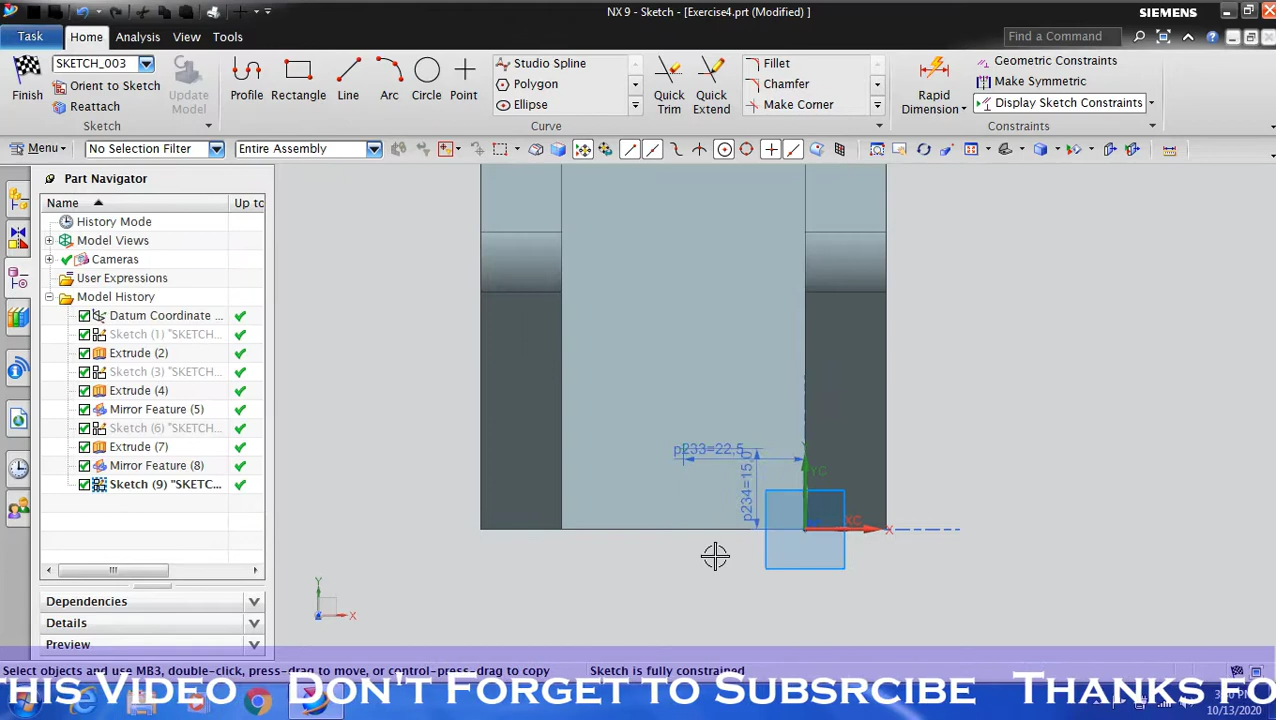 NX 9 - Sketch - [Exercise4.prt (Modified) ]
SIEMENS
Task
Home
Analysis
View
Tools
Find a Command
SKETCH_003
Finish
Orient to Sketch
Reattach
Update Model
Sketch
Profile
Rectangle
Line
Arc
Circle
Point
Studio Spline
Polygon
Ellipse
Curve
Quick Trim
Quick Extend
Fillet
Chamfer
Make Corner
Rapid Dimension
Geometric Constraints
Make Symmetric
Display Sketch Constraints
Constraints
Menu
No Selection Filter
Entire Assembly
Part Navigator
Name
Up to
History Mode
Model Views
Cameras
User Expressions
Model History
Datum Coordinate ...
Sketch (1) "SKETCH...
Extrude (2)
Sketch (3) "SKETCH...
Extrude (4)
Mirror Feature (5)
Sketch (6) "SKETCH...
Extrude (7)
Mirror Feature (8)
Sketch (9) "SKETC...
Dependencies
Details
Preview
p233=22,5
p234=15,0
Y
YC
XC
X
Y
X
Select objects and use MB3, double-click, press-drag to move, or control-press-drag to copy
Sketch is fully constrained
this Video Don't Forget to Subsrcibe Thanks
10/13/2020